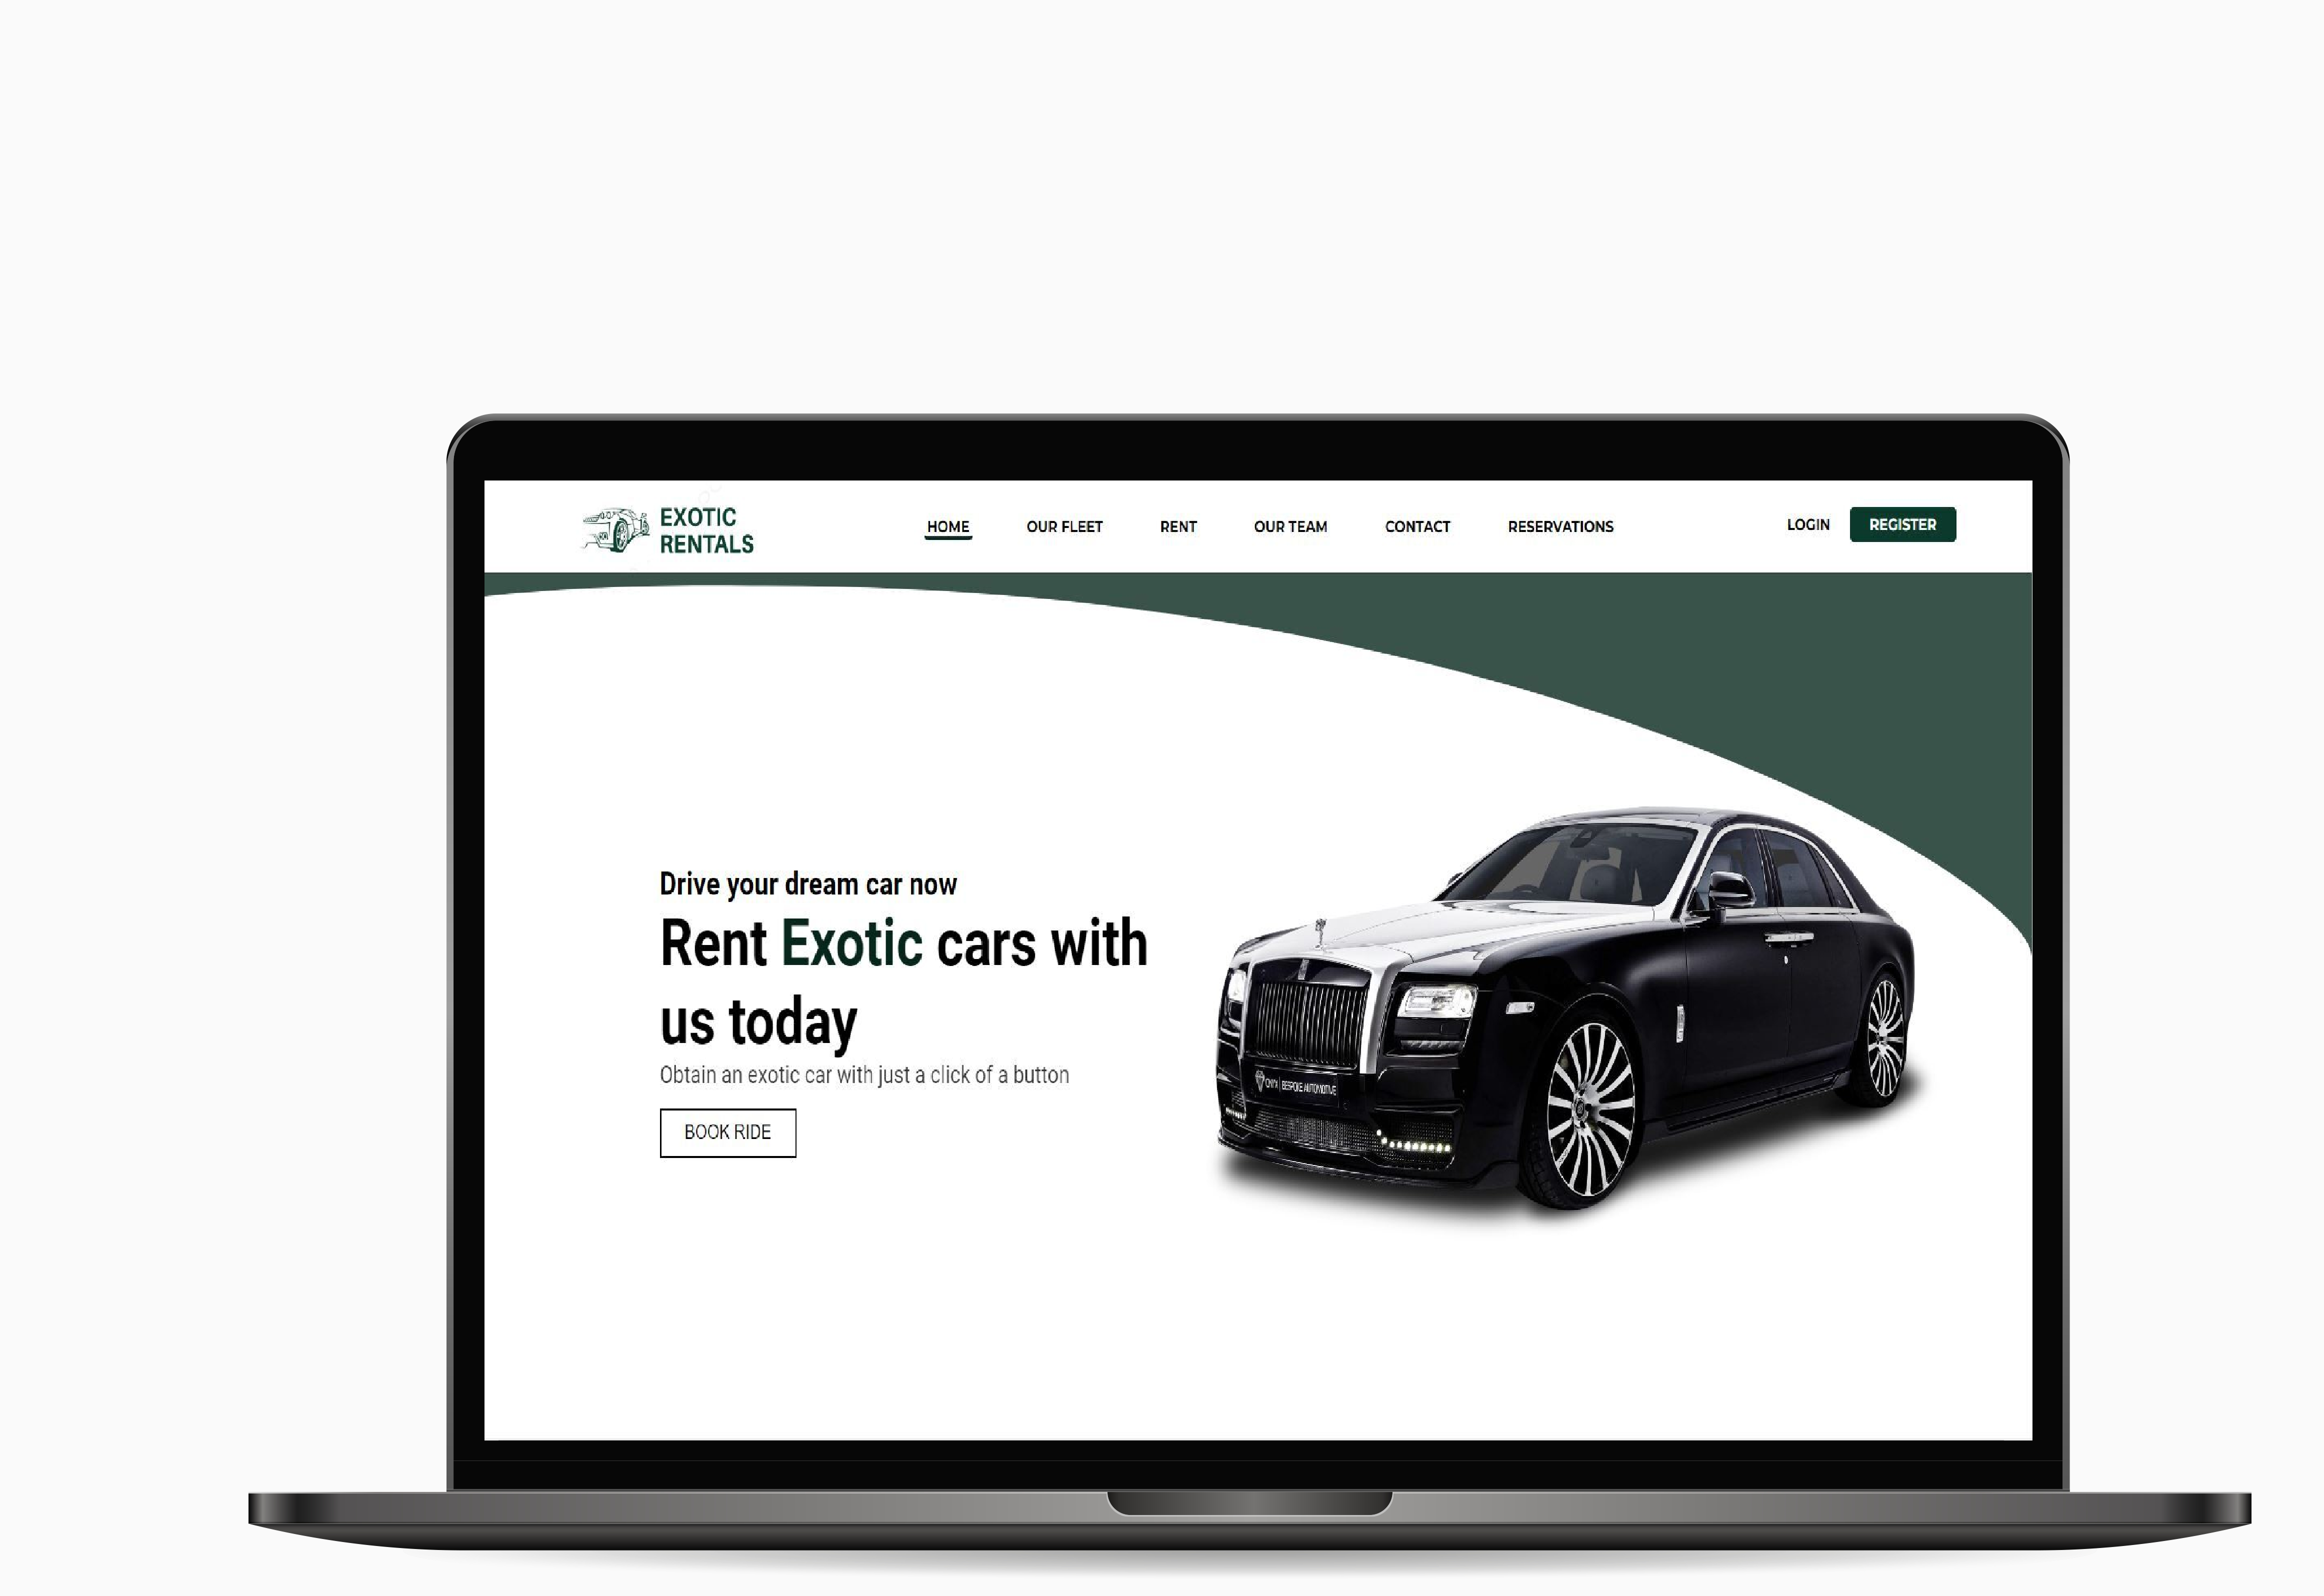 EXOTIC
RENTALS
HOME
OUR FLEET
RENT
OUR TEAM
CONTACT
RESERVATIONS
LOGIN
REGISTER
Drive your dream car now
Rent Exotic cars with
us today
Obtain an exotic car with just a click of a button
BOOK RIDE
ONYX | BESPOKE AUTOMOTIVE